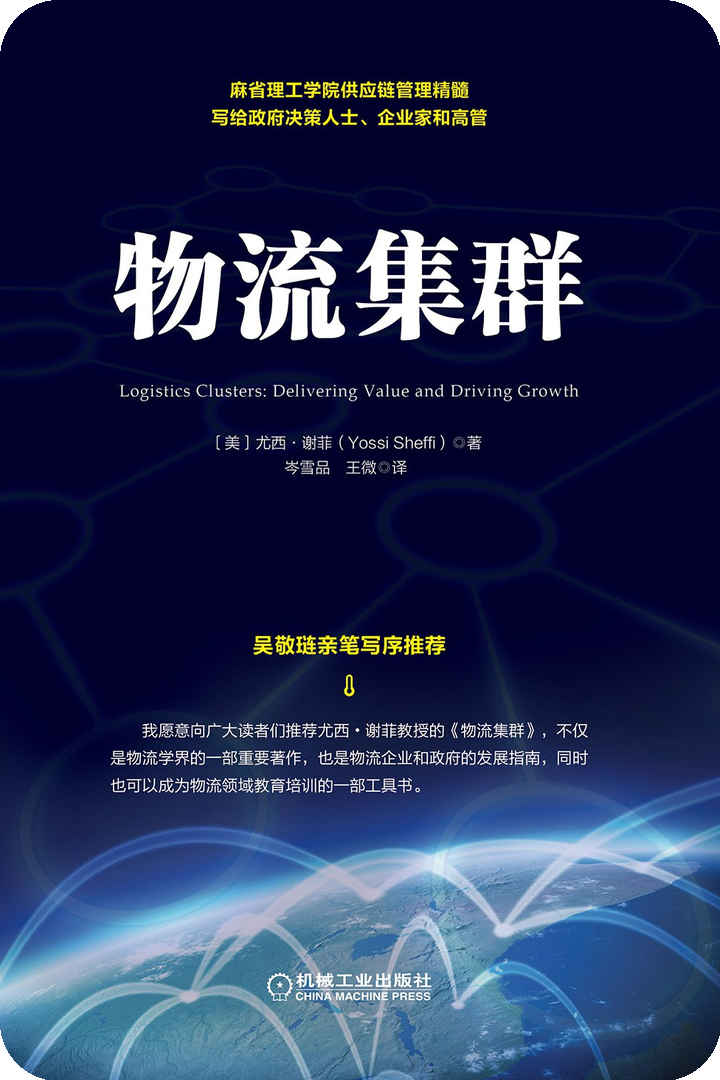 麻省理工学院供应链管理精髓
写给政府决策人士、企业家和高管
物流集群
Logistics Clusters: Delivering Value and Driving Growth
［美］尤西·谢菲（Yossi Sheffi）◎著
岑雪品 王微◎译
吴敬琏亲笔写序推荐
我愿意向广大读者们推荐尤西·谢菲教授的《物流集群》，不仅
是物流学界的一部重要著作，也是物流企业和政府的发展指南，同时
也可以成为物流领域教育培训的一部工具书。
机械工业出版社
CHINA MACHINE PRESS